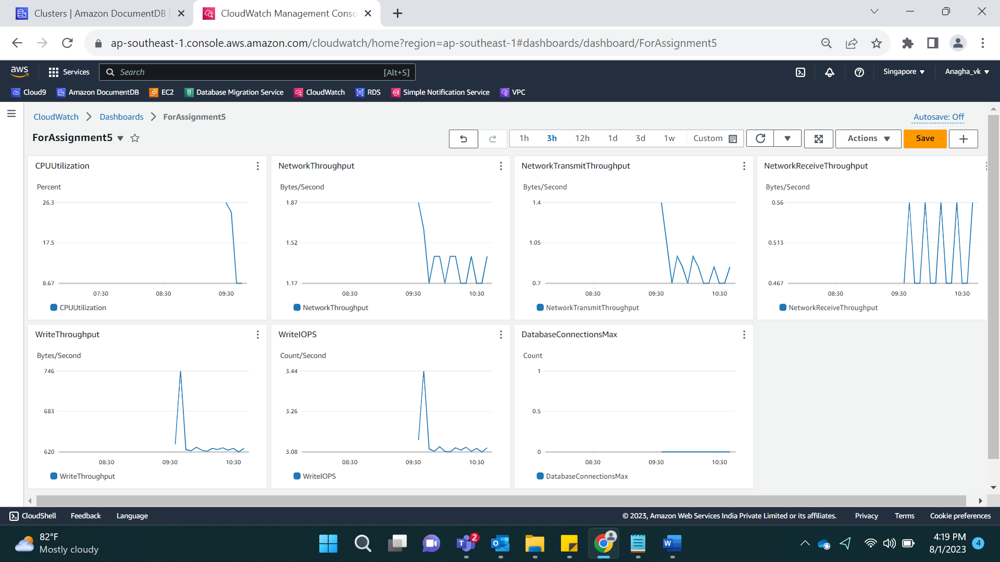 Clusters | Amazon DocumentDB
CloudWatch Management Conso
ap-southeast-1.console.aws.amazon.com/cloudwatch/home?region=ap-southeast-1#dashboards/dashboard/ForAssignment5
aws Services Search [Alt+S] Singapore Anagha_vk
Cloud9 Amazon DocumentDB EC2 Database Migration Service CloudWatch RDS Simple Notification Service VPC
CloudWatch Dashboards ForAssignment5 Autosave: Off
ForAssignment5 1h 3h 12h 1d 3d 1w Custom Actions Save
CPUUtilization
Percent
26.3
17.5
8.67
07:30 08:30 09:30
CPUUtilization
NetworkThroughput
Bytes/Second
1.87
1.52
1.17
08:30 09:30 10:30
NetworkThroughput
NetworkTransmitThroughput
Bytes/Second
1.4
1.05
0.7
08:30 09:30 10:30
NetworkTransmitThroughput
NetworkReceiveThroughput
Bytes/Second
0.56
0.513
0.467
08:30 09:30 10:30
NetworkReceiveThroughput
WriteThroughput
Bytes/Second
746
683
620
08:30 09:30 10:30
WriteThroughput
WriteIOPS
Count/Second
3.44
3.26
3.08
08:30 09:30 10:30
WriteIOPS
DatabaseConnectionsMax
Count
1
0.5
0
08:30 09:30 10:30
DatabaseConnectionsMax
CloudShell Feedback Language © 2023, Amazon Web Services India Private Limited or its affiliates. Privacy Terms Cookie preferences
82°F
Mostly cloudy
2
4:19 PM
8/1/2023
4